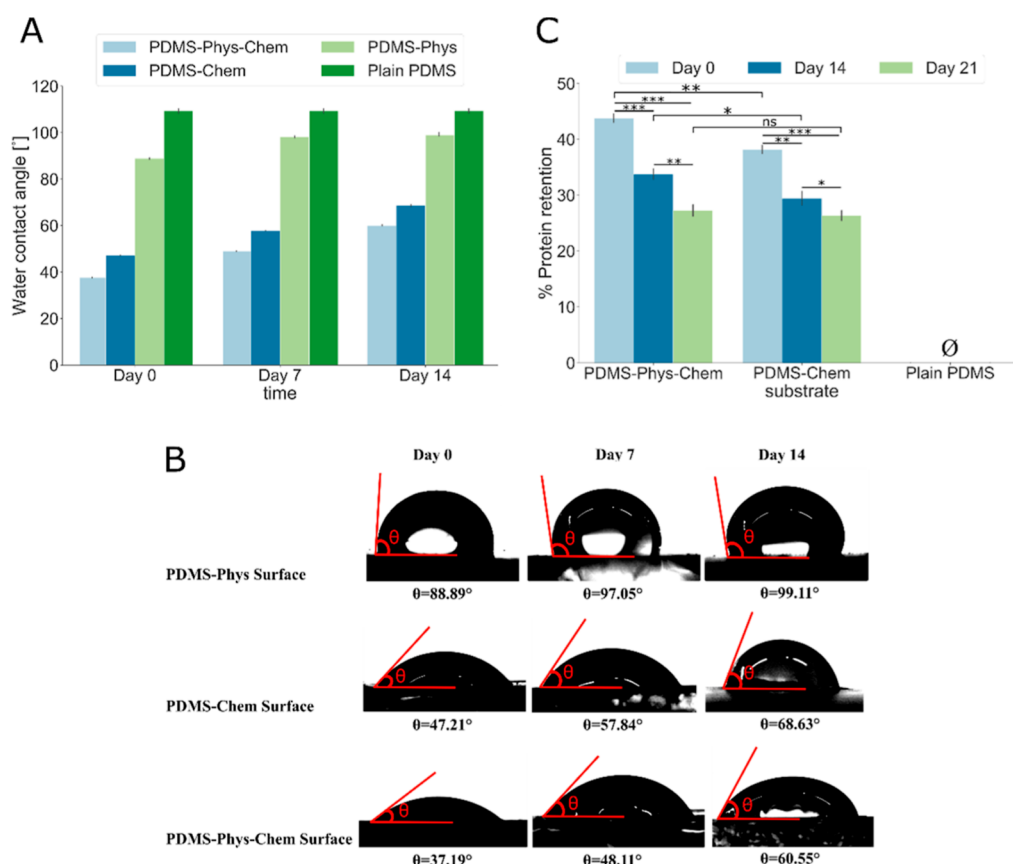 A
PDMS-Phys-Chem
PDMS-Phys
PDMS-Chem
Plain PDMS
Water contact angle [°]
120
100
80
60
40
20
0
Day 0
Day 7
Day 14
time
C
Day 0
Day 14
Day 21
% Protein retention
50
40
30
20
10
0
**
***
***
*
ns
***
**
**
*
Ø
PDMS-Phys-Chem
PDMS-Chem
Plain PDMS
substrate
B
Day 0
Day 7
Day 14
θ
θ
θ
PDMS-Phys Surface
θ=88.89°
θ=97.05°
θ=99.11°
θ
θ
θ
PDMS-Chem Surface
θ=47.21°
θ=57.84°
θ=68.63°
θ
θ
θ
PDMS-Phys-Chem Surface
θ=37.19°
θ=48.11°
θ=60.55°